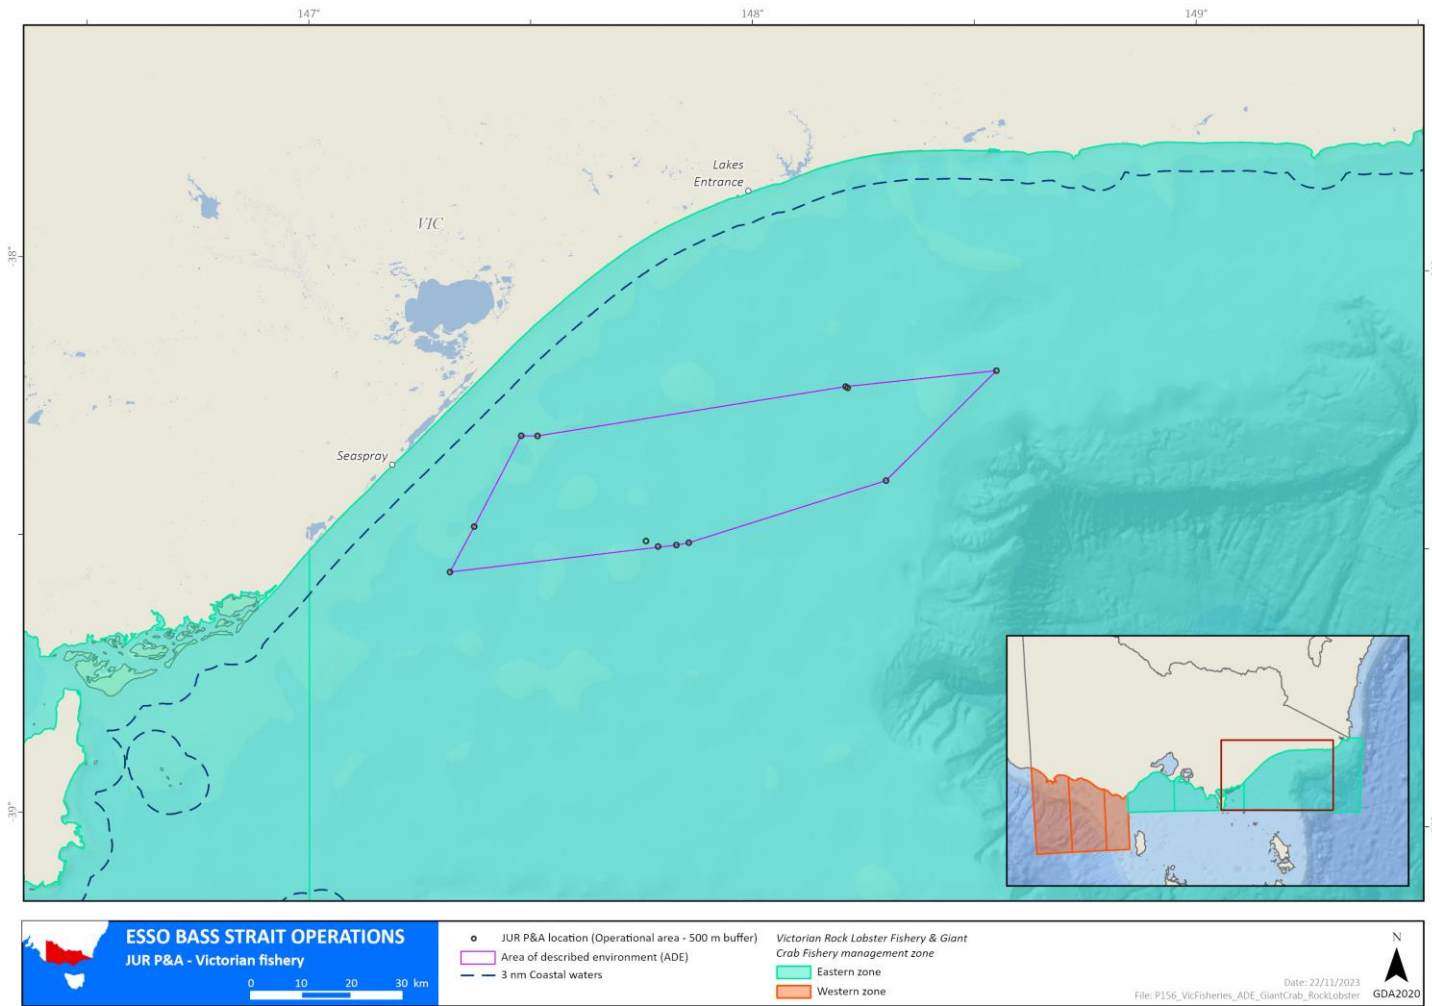 147°
148°
149°
Lakes
Entrance
VIC
-38°
Seaspray
-39°
ESSO BASS STRAIT OPERATIONS
JUR P&A - Victorian fishery
0 10 20 30 km
JUR P&A location (Operational area - 500 m buffer)
Area of described environment (ADE)
3 nm Coastal waters
Victorian Rock Lobster Fishery & Giant
Crab Fishery management zone
Eastern zone
Western zone
N
GDA2020
Date: 22/11/2023
File: P156_VicFisheries_ADE_GiantCrab_RockLobster